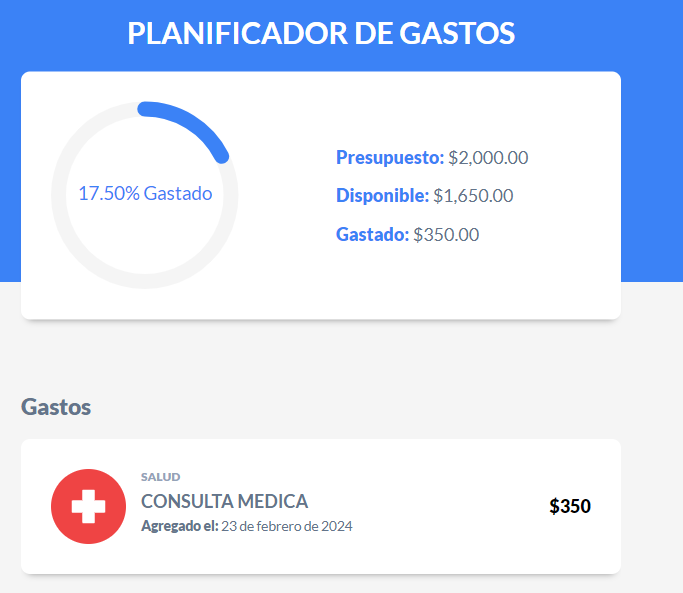 PLANIFICADOR DE GASTOS
17.50% Gastado
Presupuesto: $2,000.00
Disponible: $1,650.00
Gastado: $350.00
Gastos
SALUD
CONSULTA MEDICA
Agregado el: 23 de febrero de 2024
$350